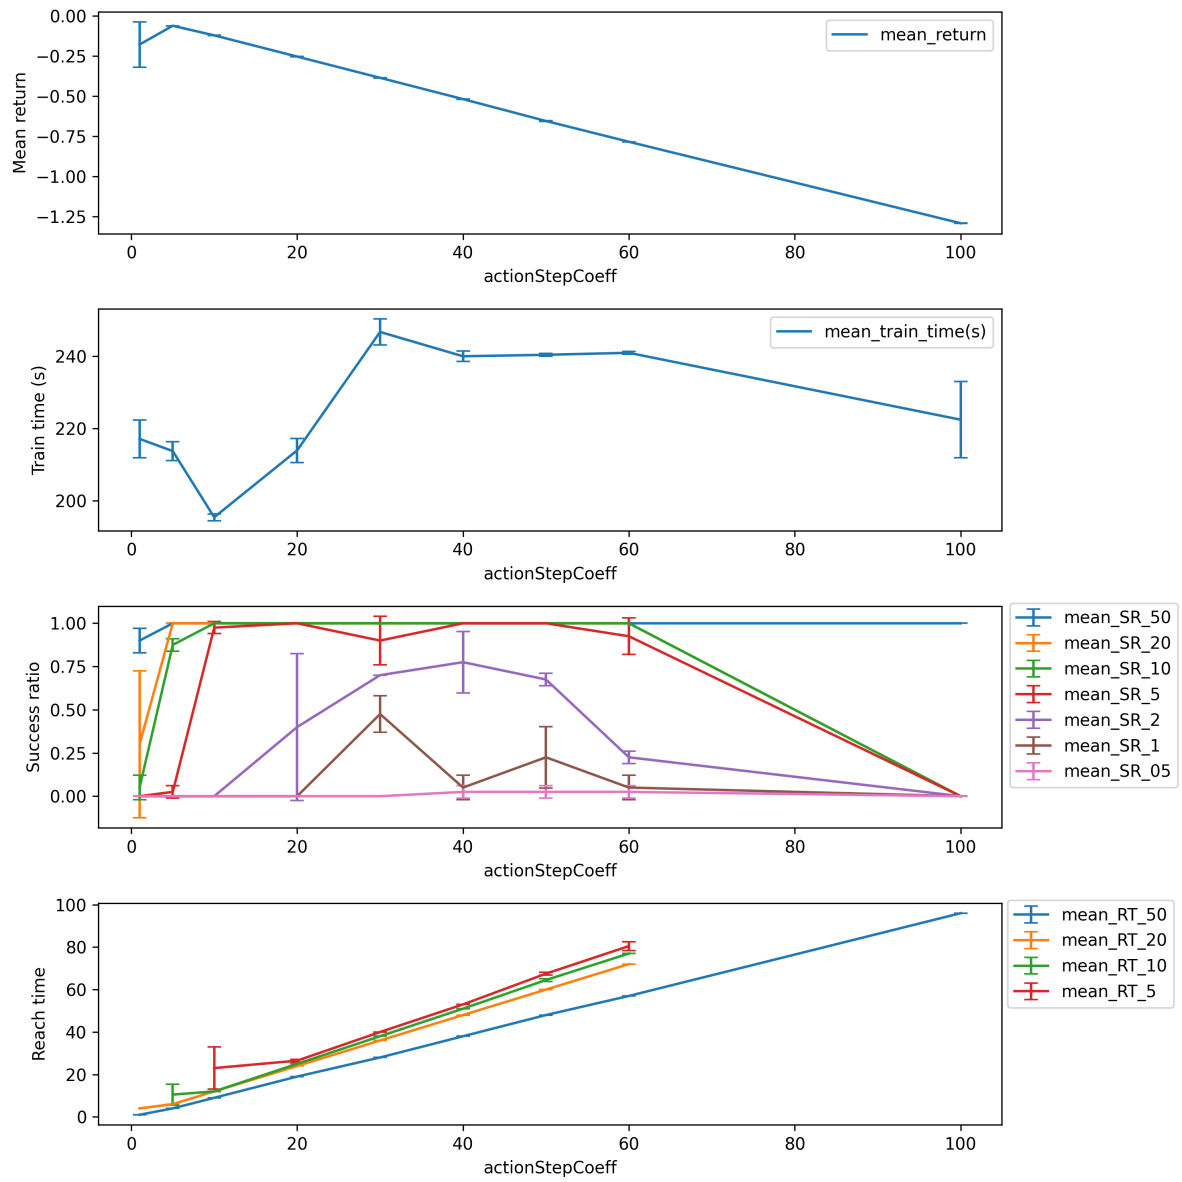 0.00
−0.25
−0.50
−0.75
−1.00
−1.25
Mean return
mean_return
0 20 40 60 80 100
actionStepCoeff
240
220
200
Train time (s)
mean_train_time(s)
0 20 40 60 80 100
actionStepCoeff
1.00
0.75
0.50
0.25
0.00
Success ratio
mean_SR_50
mean_SR_20
mean_SR_10
mean_SR_5
mean_SR_2
mean_SR_1
mean_SR_05
0 20 40 60 80 100
actionStepCoeff
100
80
60
40
20
0
Reach time
mean_RT_50
mean_RT_20
mean_RT_10
mean_RT_5
0 20 40 60 80 100
actionStepCoeff